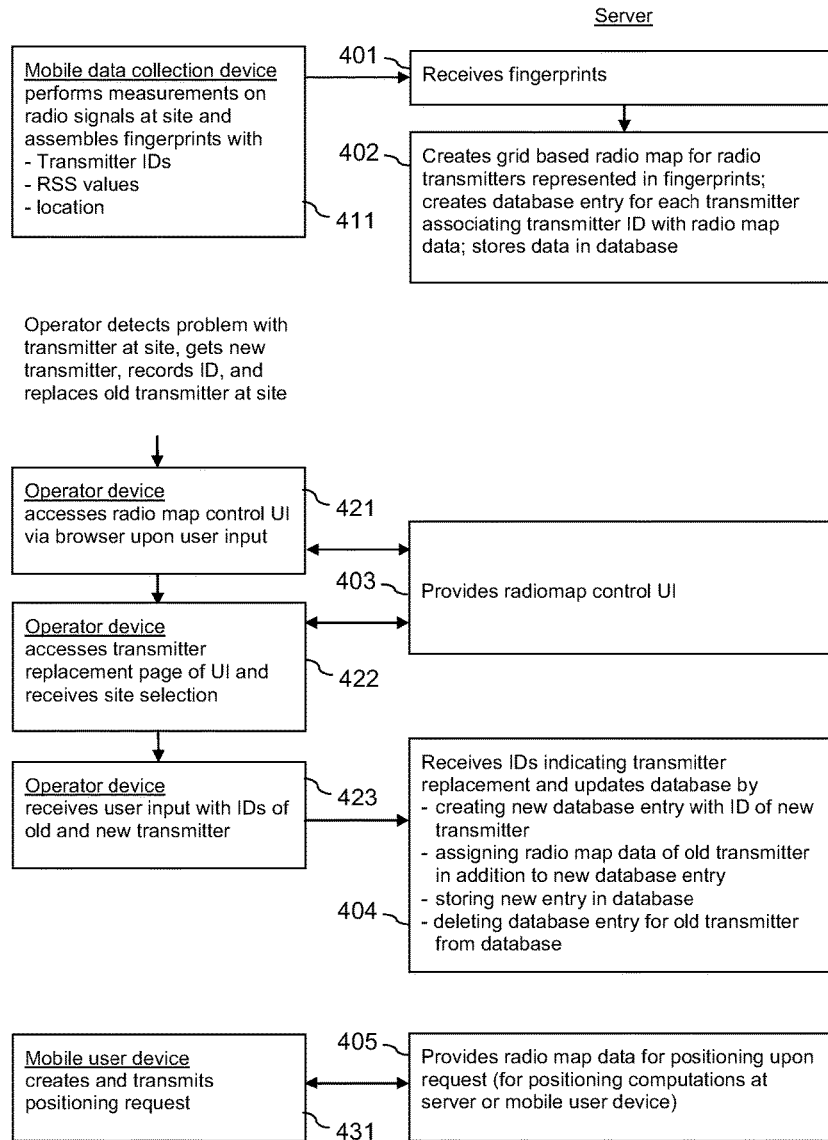 Server
Mobile data collection device
performs measurements on
radio signals at site and
assembles fingerprints with
- Transmitter IDs
- RSS values
- location
411
401
Receives fingerprints
402
Creates grid based radio map for radio
transmitters represented in fingerprints;
creates database entry for each transmitter
associating transmitter ID with radio map
data; stores data in database
Operator detects problem with
transmitter at site, gets new
transmitter, records ID, and
replaces old transmitter at site
Operator device
accesses radio map control UI
via browser upon user input
421
403
Provides radiomap control UI
Operator device
accesses transmitter
replacement page of UI and
receives site selection
422
Operator device
receives user input with IDs of
old and new transmitter
423
Receives IDs indicating transmitter
replacement and updates database by
- creating new database entry with ID of new
transmitter
- assigning radio map data of old transmitter
in addition to new database entry
- storing new entry in database
- deleting database entry for old transmitter
from database
404
Mobile user device
creates and transmits
positioning request
431
405
Provides radio map data for positioning upon
request (for positioning computations at
server or mobile user device)